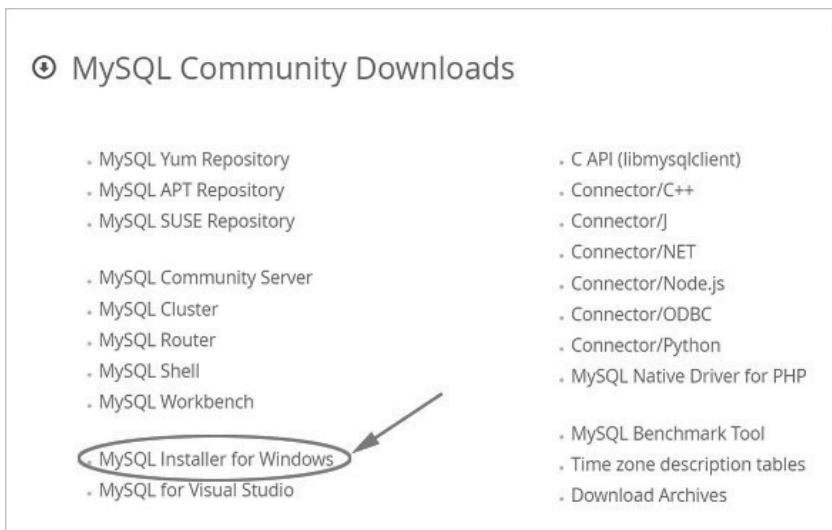 MySQL Community Downloads
MySQL Yum Repository
MySQL APT Repository
MySQL SUSE Repository
MySQL Community Server
MySQL Cluster
MySQL Router
MySQL Shell
MySQL Workbench
MySQL Installer for Windows
MySQL for Visual Studio
C API (libmysqlclient)
Connector/C++
Connector/J
Connector/NET
Connector/Node.js
Connector/ODBC
Connector/Python
MySQL Native Driver for PHP
MySQL Benchmark Tool
Time zone description tables
Download Archives